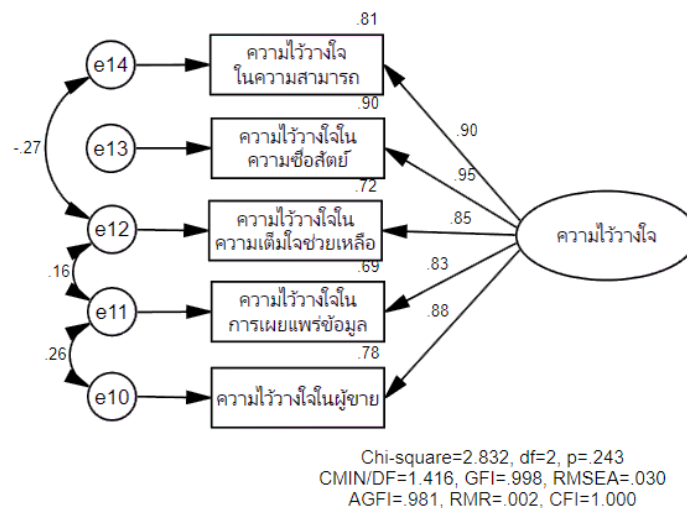 .81
e14
ความไว้วางใจ
ในความสามารถ
.90
.90
e13
ความไว้วางใจใน
ความซื่อสัตย์
.95
-.27
.72
e12
ความไว้วางใจใน
ความเต็มใจช่วยเหลือ
.85
ความไว้วางใจ
.16
.69
.83
e11
ความไว้วางใจใน
การเผยแพร่ข้อมูล
.88
.26
.78
e10
ความไว้วางใจในผู้ขาย
Chi-square=2.832, df=2, p=.243
CMIN/DF=1.416, GFI=.998, RMSEA=.030
AGFI=.981, RMR=.002, CFI=1.000